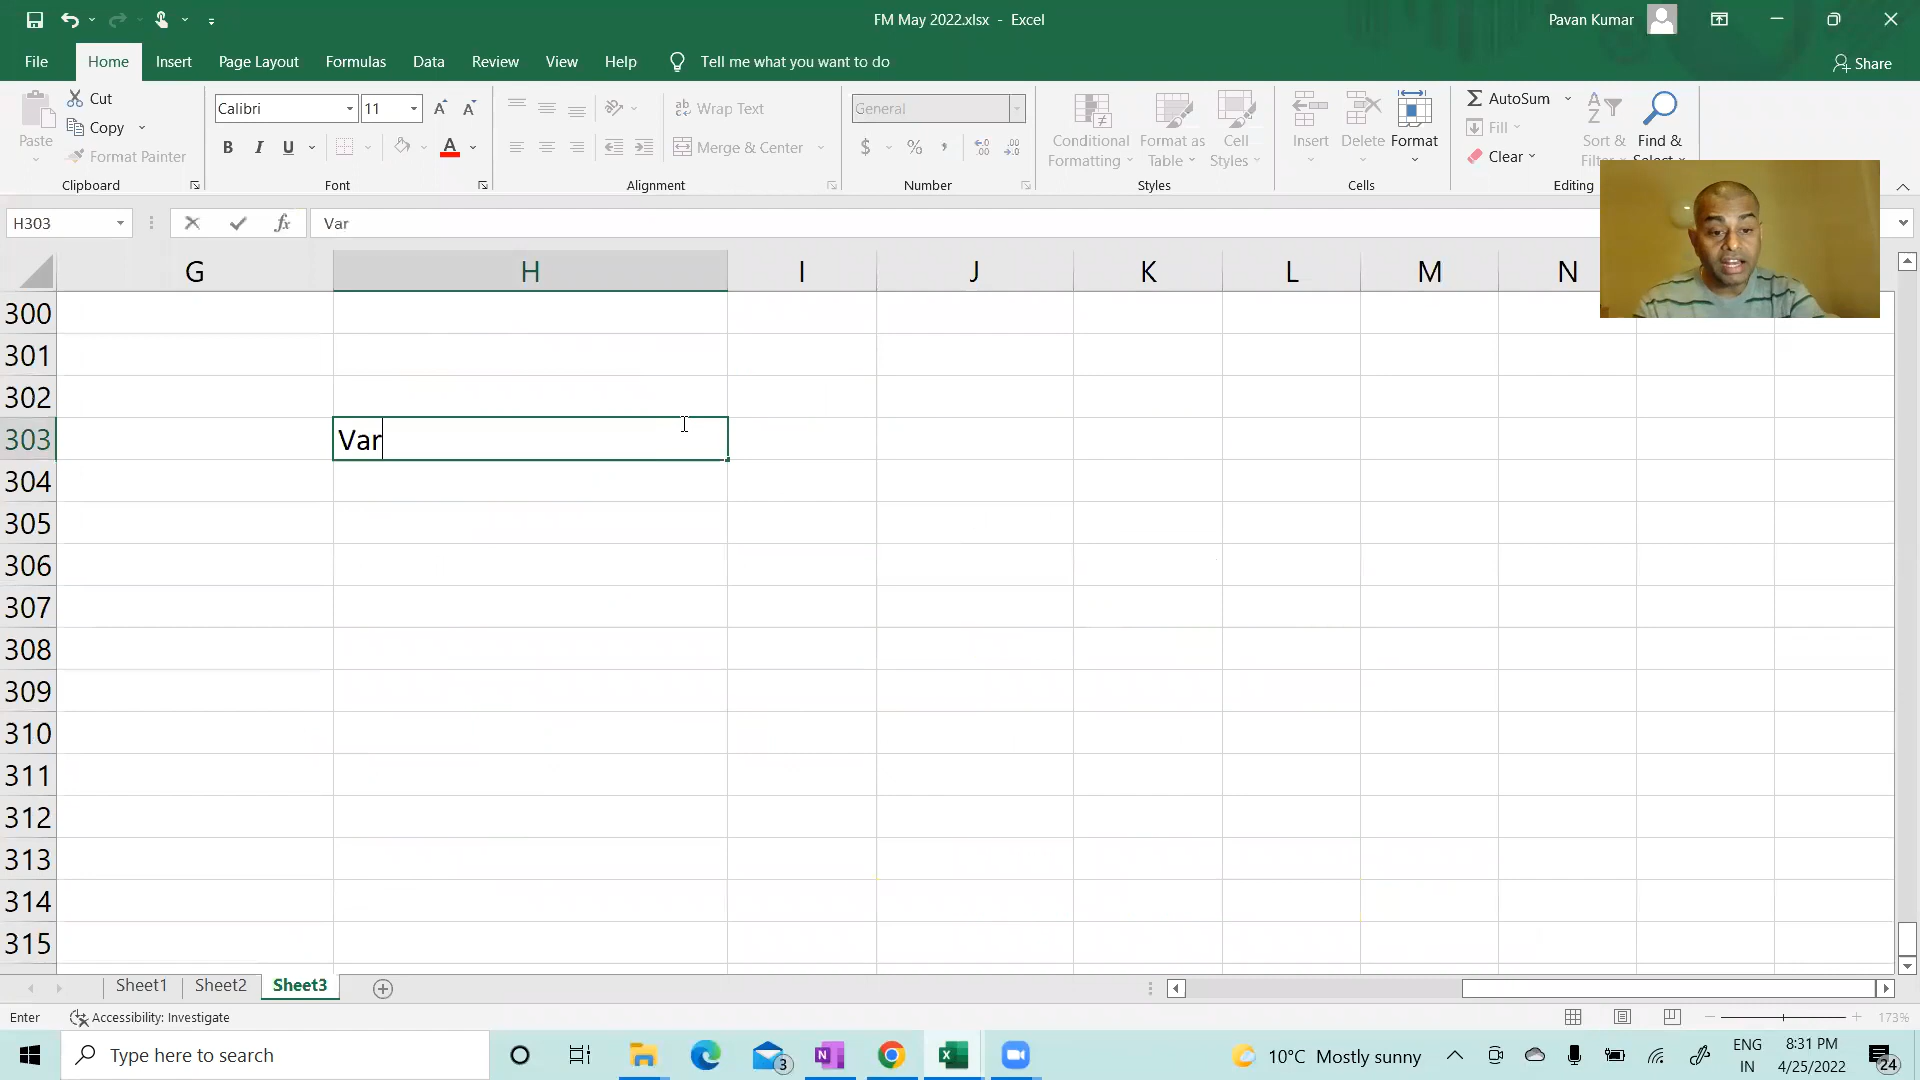 FM May 2022.xlsx - Excel
Pavan Kumar
File Home Insert Page Layout Formulas Data Review View Help Tell me what you want to do
Share
Paste
Cut
Copy
Format Painter
Clipboard
Calibri 11
B I U
Font
Wrap Text
Merge & Center
Alignment
General
$ % ,
Number
Conditional Formatting
Format as Table
Cell Styles
Styles
Insert Delete Format
Cells
AutoSum
Fill
Clear
Sort &
Find &
Editing
H303
fx
Var
G H I J K L M N
300
301
302
303 Var
304
305
306
307
308
309
310
311
312
313
314
315
Sheet1 Sheet2 Sheet3
Enter Accessibility: Investigate
173%
Type here to search
3
10°C Mostly sunny
ENG
IN
8:31 PM
4/25/2022
24